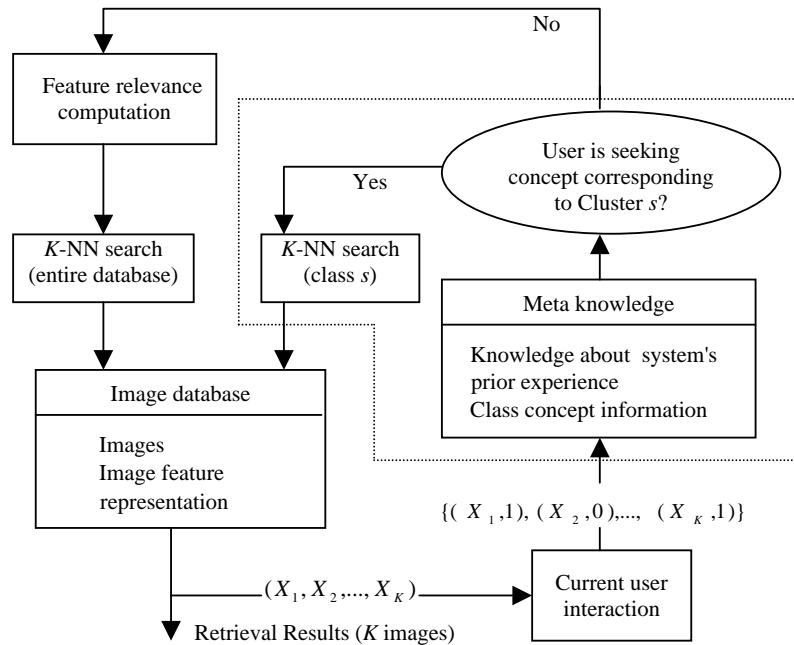 No
Feature relevance
computation
User is seeking
concept corresponding
to Cluster s?
Yes
K-NN search
(entire database)
K-NN search
(class s)
Meta knowledge
Knowledge about system's
prior experience
Class concept information
Image database
Images
Image feature
representation
{( X₁,1), (X₂,0),..., (X_K,1)}
(X₁, X₂,..., X_K)
Current user
interaction
Retrieval Results (K images)